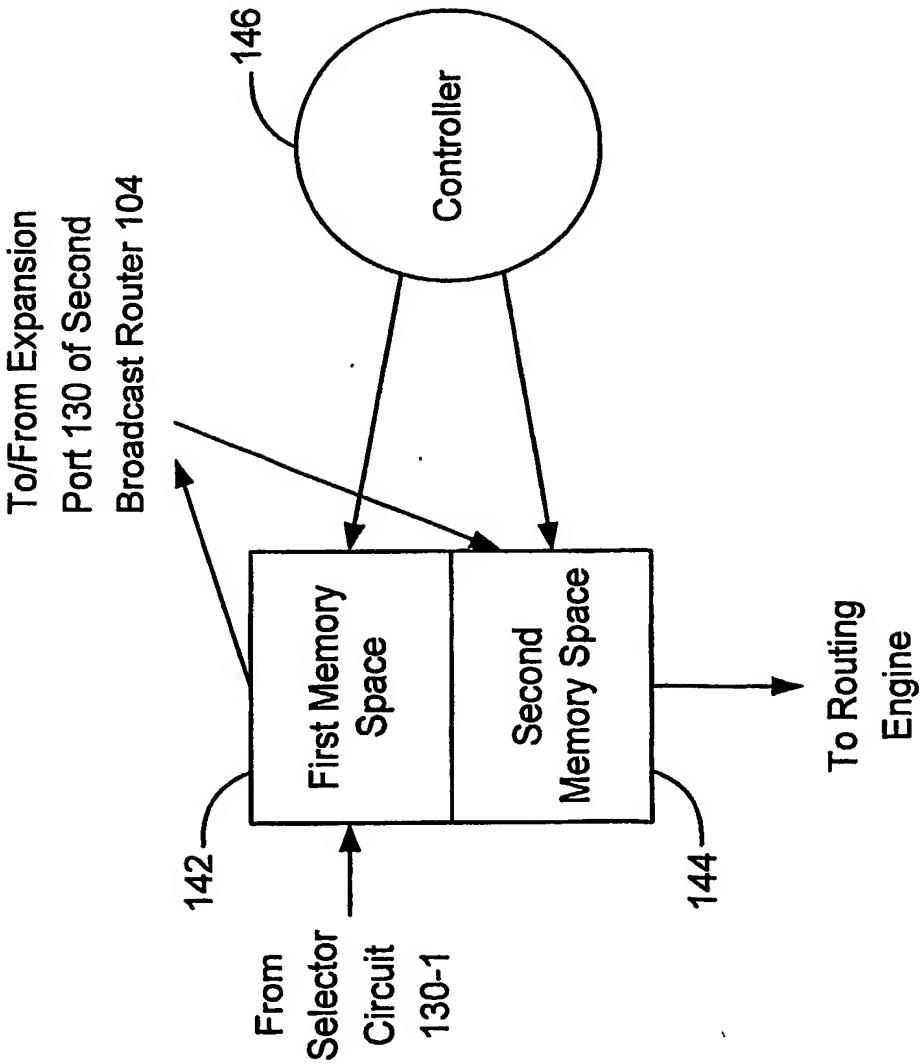 To/From Expansion
Port 130 of Second
Broadcast Router 104
146
Controller
142
First Memory
Space
Second
Memory Space
From
Selector
Circuit
130-1
144
To Routing
Engine